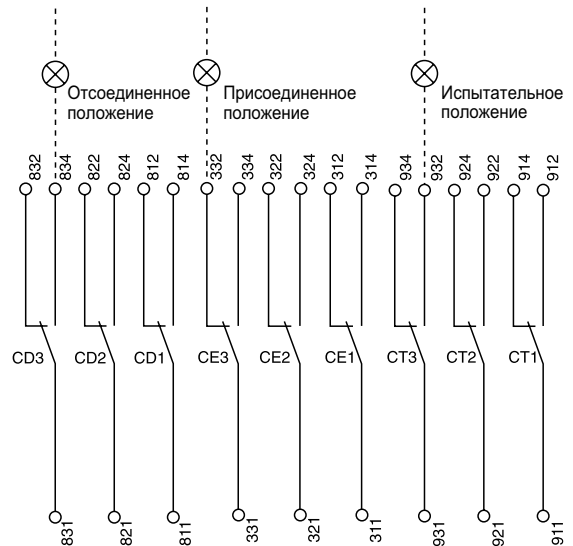 Отсоединенное
положение
Присоединенное
положение
Испытательное
положение
832 834 822 824 812 814 332 334 322 324 312 314 934 932 924 922 914 912
CD3 CD2 CD1 CE3 CE2 CE1 CT3 CT2 CT1
831 821 811 331 321 311 931 921 911